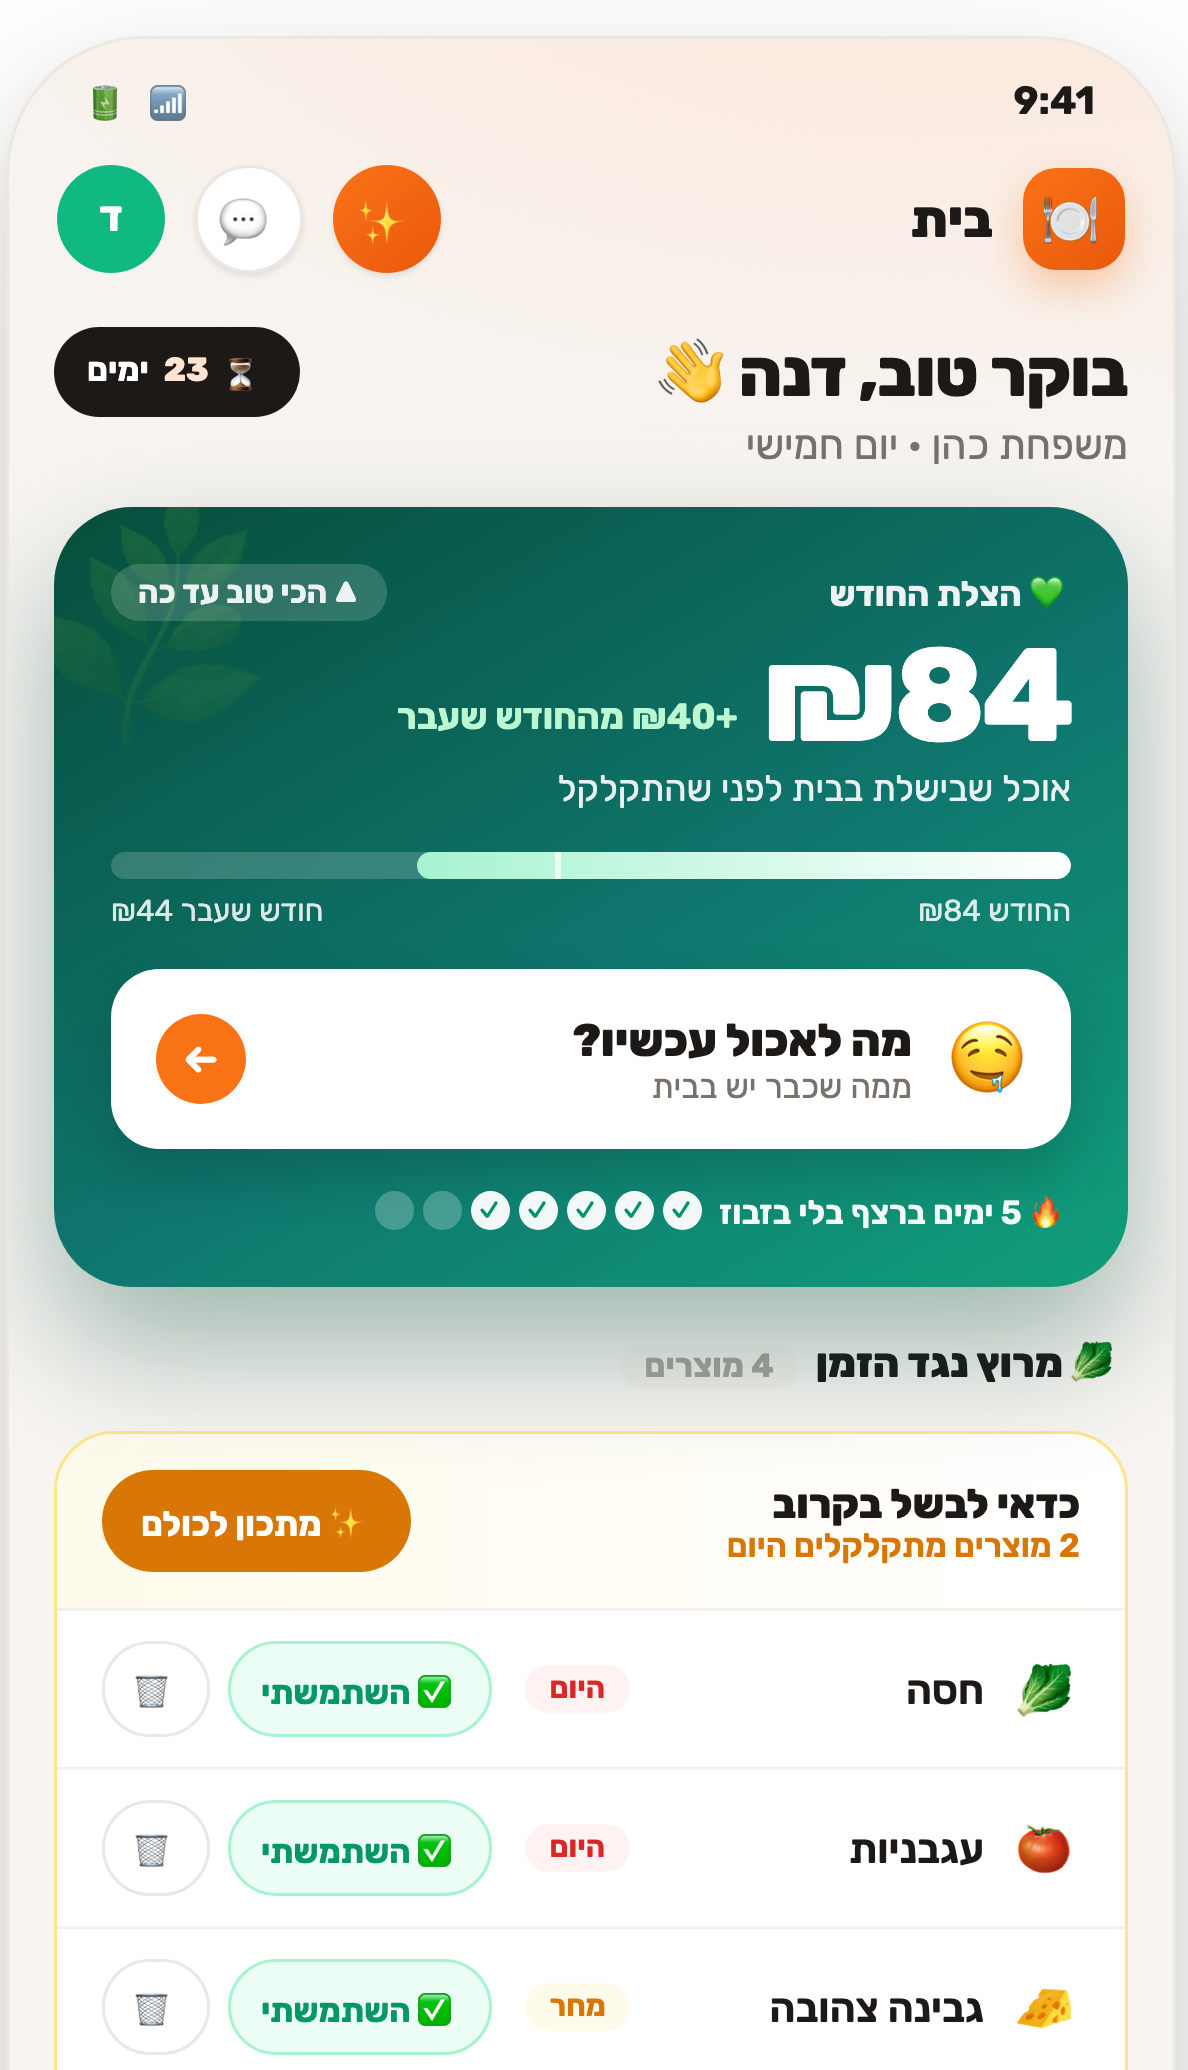 9:41
בית
ד
בוקר טוב, דנה 👋
⏳ 23 ימים
משפחת כהן • יום חמישי
💚 הצלת החודש
▲ הכי טוב עד כה
₪84
+₪40 מהחודש שעבר
אוכל שבישלת בבית לפני שהתקלקל
החודש ₪84
חודש שעבר ₪44
מה לאכול עכשיו?
ממה שכבר יש בבית
🔥 5 ימים ברצף בלי בזבוז
🥬 מרוץ נגד הזמן
4 מוצרים
כדאי לבשל בקרוב
2 מוצרים מתקלקלים היום
✨ מתכון לכולם
חסה
היום
✅ השתמשתי
עגבניות
היום
✅ השתמשתי
גבינה צהובה
מחר
✅ השתמשתי